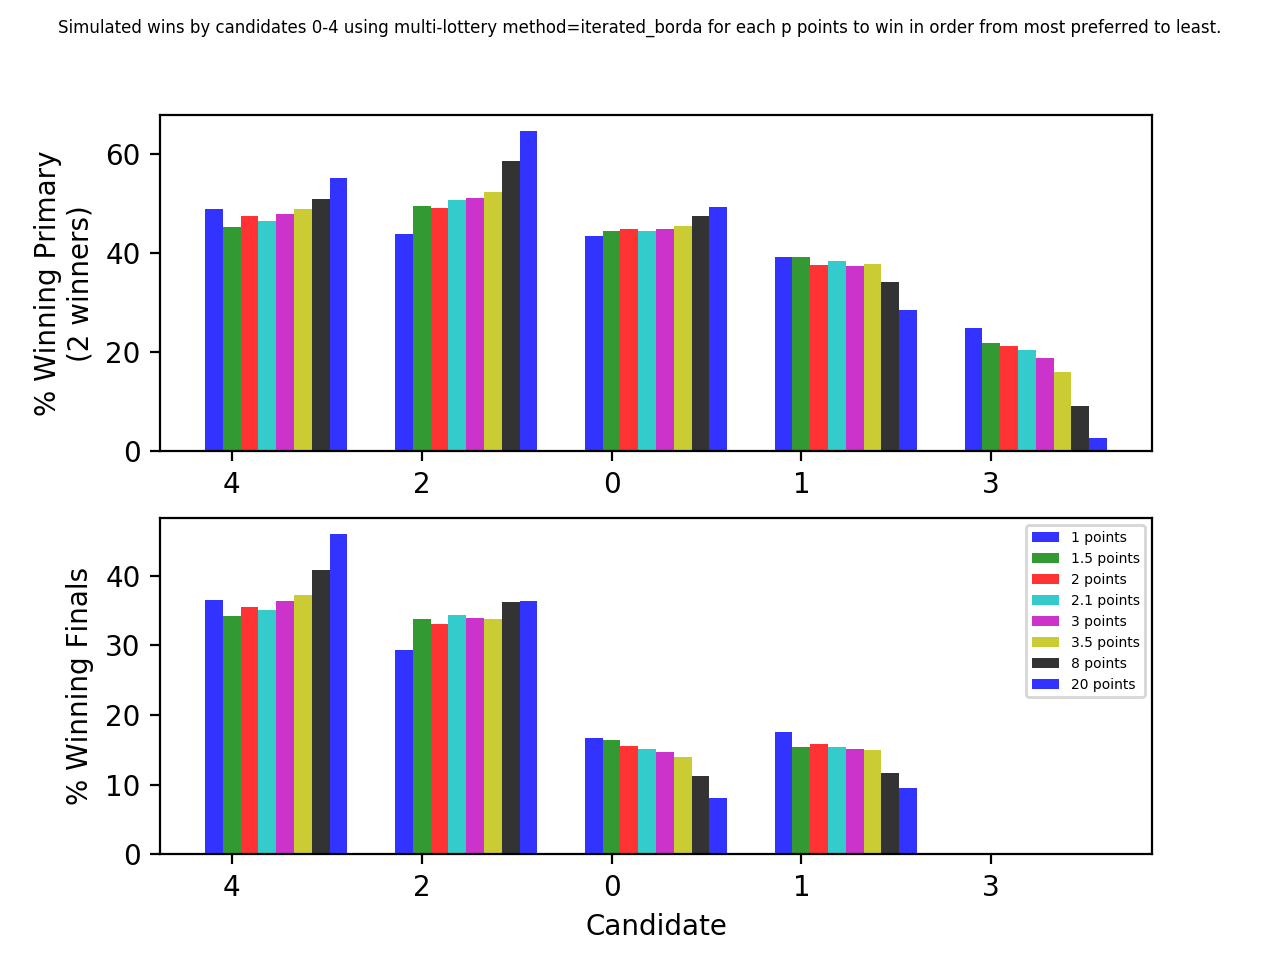 Simulated wins by candidates 0-4 using multi-lottery method=iterated_borda for each p points to win in order from most preferred to least.
% Winning Primary
(2 winners)
60
40
20
0
4 2 0 1 3
% Winning Finals
40
30
20
10
0
1 points
1.5 points
2 points
2.1 points
3 points
3.5 points
8 points
20 points
4 2 0 1 3
Candidate